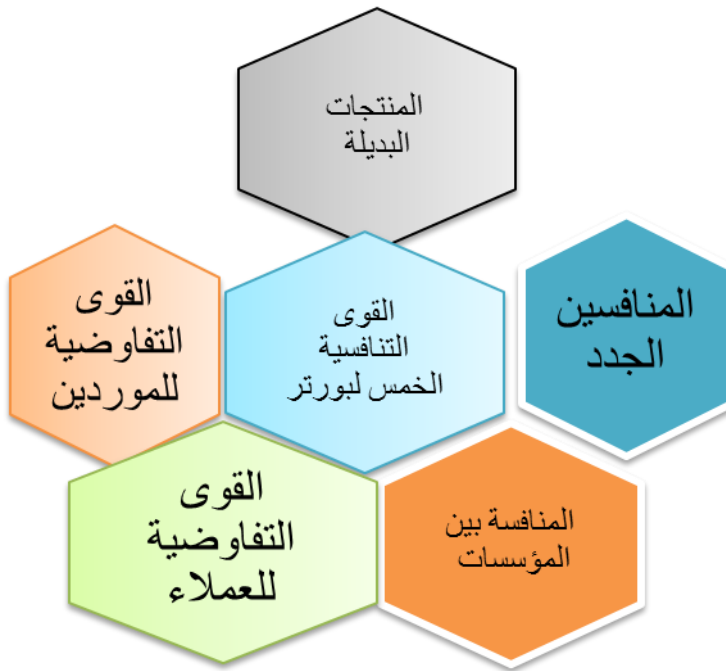 المنتجات
البديلة
المنافسين
الجدد
القوى
التنافسية
الخمس لبورتر
القوى
التفاوضية
للموردين
المنافسة بين
المؤسسات
القوى
التفاوضية
للعملاء